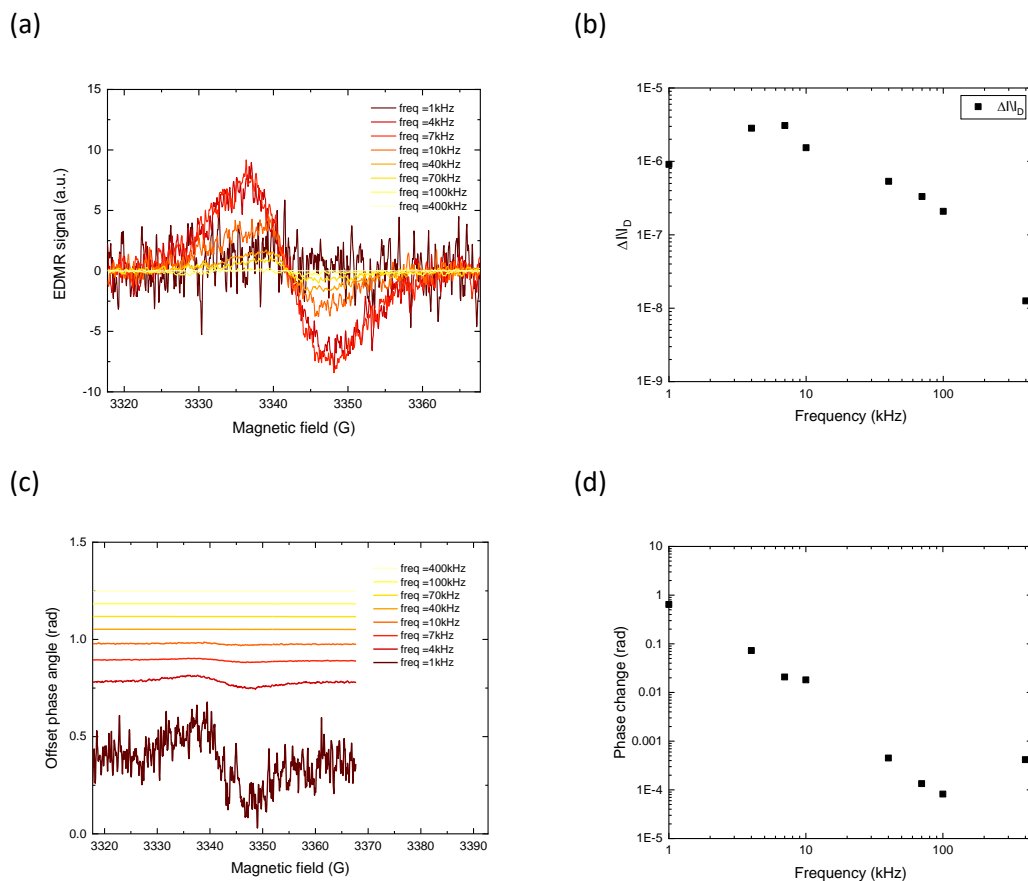 (a)
(b)
15
10
5
0
-5
-10
EDMR signal (a.u.)
freq =1kHz
freq =4kHz
freq =7kHz
freq =10kHz
freq =40kHz
freq =70kHz
freq =100kHz
freq =400kHz
3320 3330 3340 3350 3360
Magnetic field (G)
1E-5
1E-6
1E-7
1E-8
1E-9
ΔI\I_D
ΔI\I_D
1 10 100
Frequency (kHz)
(c)
(d)
1.5
1.0
0.5
0.0
Offset phase angle (rad)
freq =400kHz
freq =100kHz
freq =70kHz
freq =40kHz
freq =10kHz
freq =7kHz
freq =4kHz
freq =1kHz
3320 3330 3340 3350 3360 3370 3380 3390
Magnetic field (G)
10
1
0.1
0.01
0.001
1E-4
1E-5
Phase change (rad)
1 10 100
Frequency (kHz)